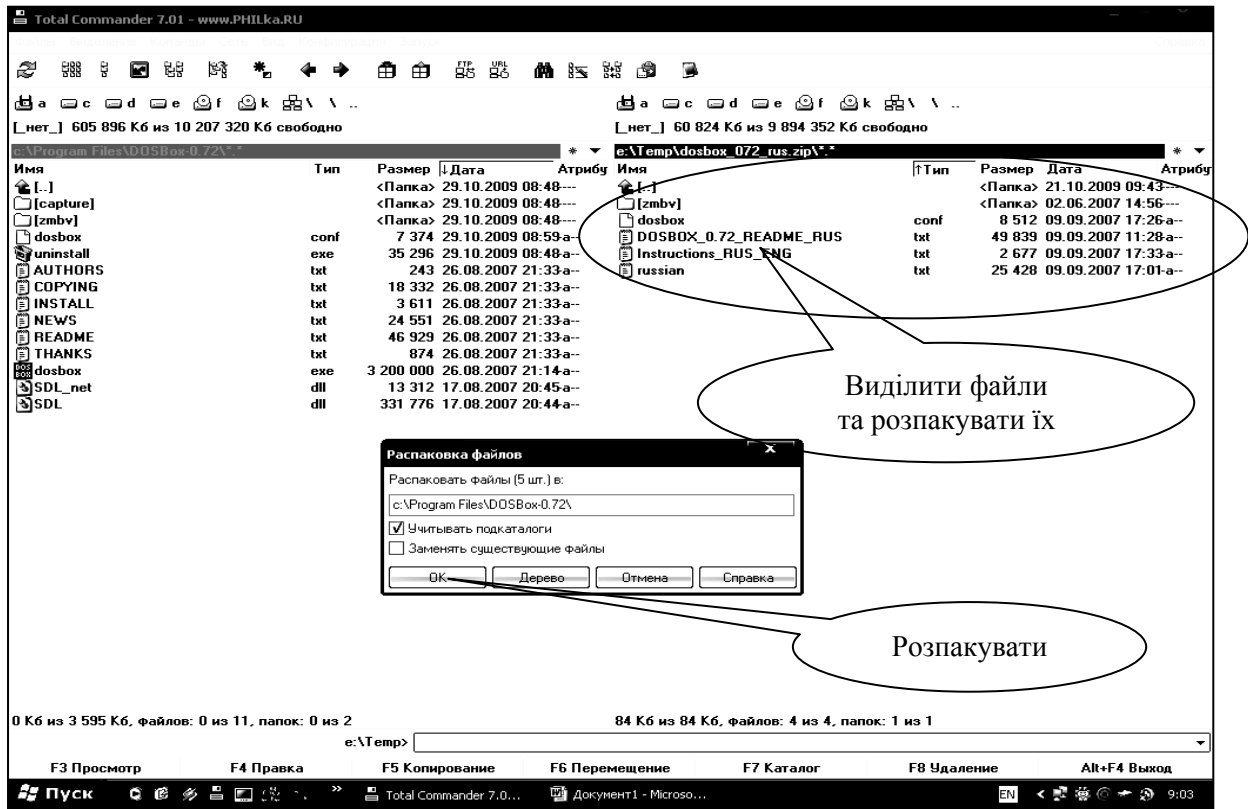 Total Commander 7.01 - www.PHILka.RU
FTP URL
a c d e f k \ \ ..
a c d e f k \ \ ..
[_нет_] 605 896 Кб из 10 207 320 Кб свободно
[_нет_] 60 824 Кб из 9 894 352 Кб свободно
c:\Program Files\DOSBox-0.72\*.* * ▼
e:\Temp\dosbox_072_rus.zip\*.* * ▼
Имя Тип Размер ↓Дата Атрибу
[..] <Папка> 29.10.2009 08:48 ----
[capture] <Папка> 29.10.2009 08:48 ----
[zmbv] <Папка> 29.10.2009 08:48 ----
dosbox conf 7 374 29.10.2009 08:59 -a--
uninstall exe 35 296 29.10.2009 08:48 -a--
AUTHORS txt 243 26.08.2007 21:33 -a--
COPYING txt 18 332 26.08.2007 21:33 -a--
INSTALL txt 3 611 26.08.2007 21:33 -a--
NEWS txt 24 551 26.08.2007 21:33 -a--
README txt 46 929 26.08.2007 21:33 -a--
THANKS txt 874 26.08.2007 21:33 -a--
dosbox exe 3 200 000 26.08.2007 21:14 -a--
SDL_net dll 13 312 17.08.2007 20:45 -a--
SDL dll 331 776 17.08.2007 20:44 -a--
Имя ↑Тип Размер Дата Атрибу
[..] <Папка> 21.10.2009 09:43 ----
[zmbv] <Папка> 02.06.2007 14:56 ----
dosbox conf 8 512 09.09.2007 17:26 -a--
DOSBOX_0.72_README_RUS txt 49 839 09.09.2007 11:28 -a--
Instructions_RUS_ENG txt 2 677 09.09.2007 17:33 -a--
russian txt 25 428 09.09.2007 17:01 -a--
Виділити файли
та розпакувати їх
Распаковка файлов x
Распаковать файлы (5 шт.) в:
c:\Program Files\DOSBox-0.72\
Учитывать подкаталоги
Заменять существующие файлы
OK Дерево Отмена Справка
Розпакувати
0 Кб из 3 595 Кб, файлов: 0 из 11, папок: 0 из 2
84 Кб из 84 Кб, файлов: 4 из 4, папок: 1 из 1
e:\Temp>
F3 Просмотр F4 Правка F5 Копирование F6 Перемещение F7 Каталог F8 Удаление Alt+F4 Выход
Пуск » Total Commander 7.0... Документ1 - Microso... EN < 9:03